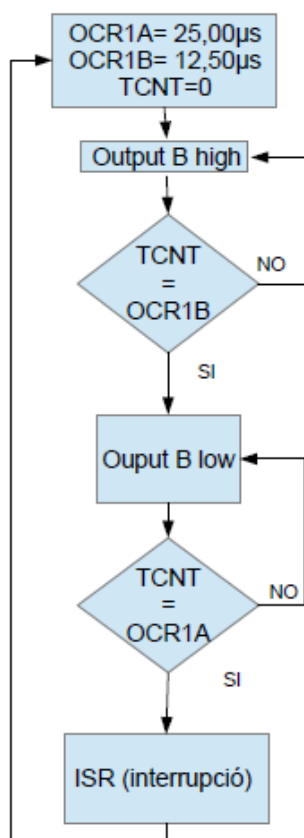 OCR1A= 25,00µs
OCR1B= 12,50µs
TCNT=0
Output B high
TCNT
=
OCR1B
NO
SI
Ouput B low
TCNT
=
OCR1A
NO
SI
ISR (interrupció)